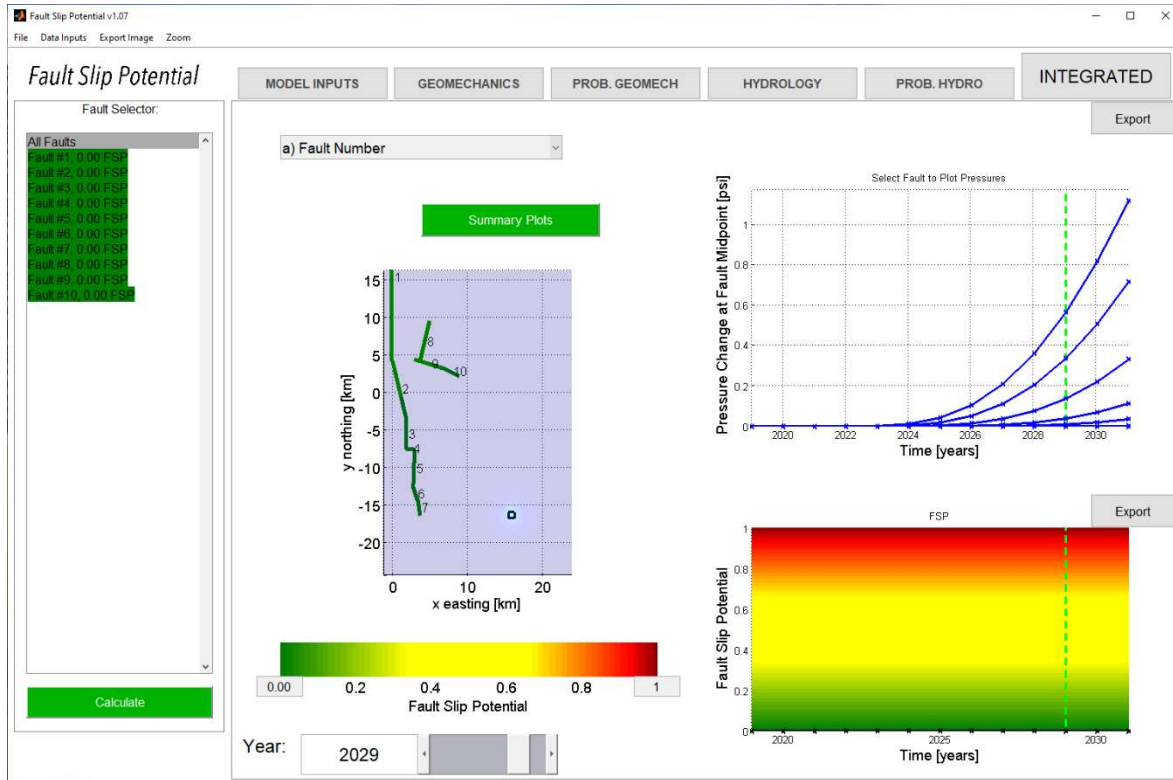 Fault Slip Potential v1.07
File Data Inputs Export Image Zoom
Fault Slip Potential
MODEL INPUTS GEOMECHANICS PROB. GEOMECH HYDROLOGY PROB. HYDRO INTEGRATED
Fault Selector:
All Faults
Fault #1, 0.00 FSP
Fault #2, 0.00 FSP
Fault #3, 0.00 FSP
Fault #4, 0.00 FSP
Fault #5, 0.00 FSP
Fault #6, 0.00 FSP
Fault #7, 0.00 FSP
Fault #8, 0.00 FSP
Fault #9, 0.00 FSP
Fault #10, 0.00 FSP
Calculate
a) Fault Number
Summary Plots
y northing [km]
15
10
5
0
-5
-10
-15
-20
1
8
9
10
2
3
4
5
6
7
0 10 20
x easting [km]
0.00 0.2 0.4 0.6 0.8 1
Fault Slip Potential
Year: 2029
Export
Select Fault to Plot Pressures
Pressure Change at Fault Midpoint [psi]
1
0.8
0.6
0.4
0.2
0
2020 2022 2024 2026 2028 2030
Time [years]
Export
FSP
Fault Slip Potential
1
0.8
0.6
0.4
0.2
0
2020 2025 2030
Time [years]